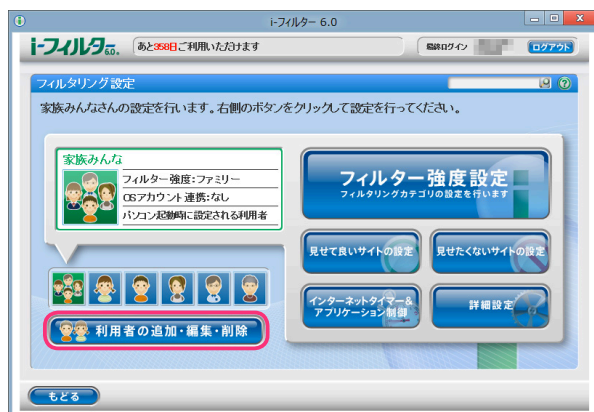 i-フィルター 6.0
i-フィルター 6.0
あと358日ご利用いただけます
最終ログイン
ログアウト
フィルタリング設定
家族みんなさんの設定を行います。右側のボタンをクリックして設定を行ってください。
家族みんな
フィルター強度:ファミリー
OSアカウント連携:なし
パソコン起動時に設定される利用者
フィルター強度設定
フィルタリングカテゴリの設定を行います
見せて良いサイトの設定
見せたくないサイトの設定
インターネットタイマー&
アプリケーション制御
詳細設定
利用者の追加・編集・削除
もどる